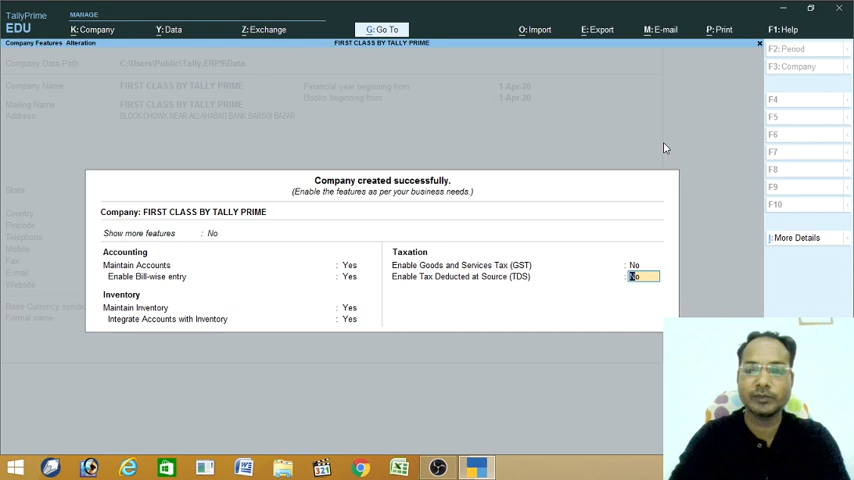 TallyPrime
EDU
MANAGE
K: Company
Y: Data
Z: Exchange
G: Go To
O: Import
E: Export
M: E-mail
P: Print
F1: Help
Company Features Alteration
FIRST CLASS BY TALLY PRIME
×
F2: Period
F3: Company
F4
F5
F6
F7
F8
F9
F10
I: More Details
Company Data Path : C:\Users\Public\Tally.ERP9\Data
Company Name : FIRST CLASS BY TALLY PRIME
Financial year beginning from : 1-Apr-20
Books beginning from : 1-Apr-20
Mailing Name : FIRST CLASS BY TALLY PRIME
Address : BLOCK CHOWK NEAR ALLAHABAD BANK BARSOI BAZAR
State
Country
Pincode
Telephone
Mobile
Fax
E-mail
Website
Base Currency symbol
Formal name
Company created successfully.
(Enable the features as per your business needs.)
Company: FIRST CLASS BY TALLY PRIME
Show more features : No
Accounting
Maintain Accounts : Yes
Enable Bill-wise entry : Yes
Inventory
Maintain Inventory : Yes
Integrate Accounts with Inventory : Yes
Taxation
Enable Goods and Services Tax (GST) : No
Enable Tax Deducted at Source (TDS) : No
321